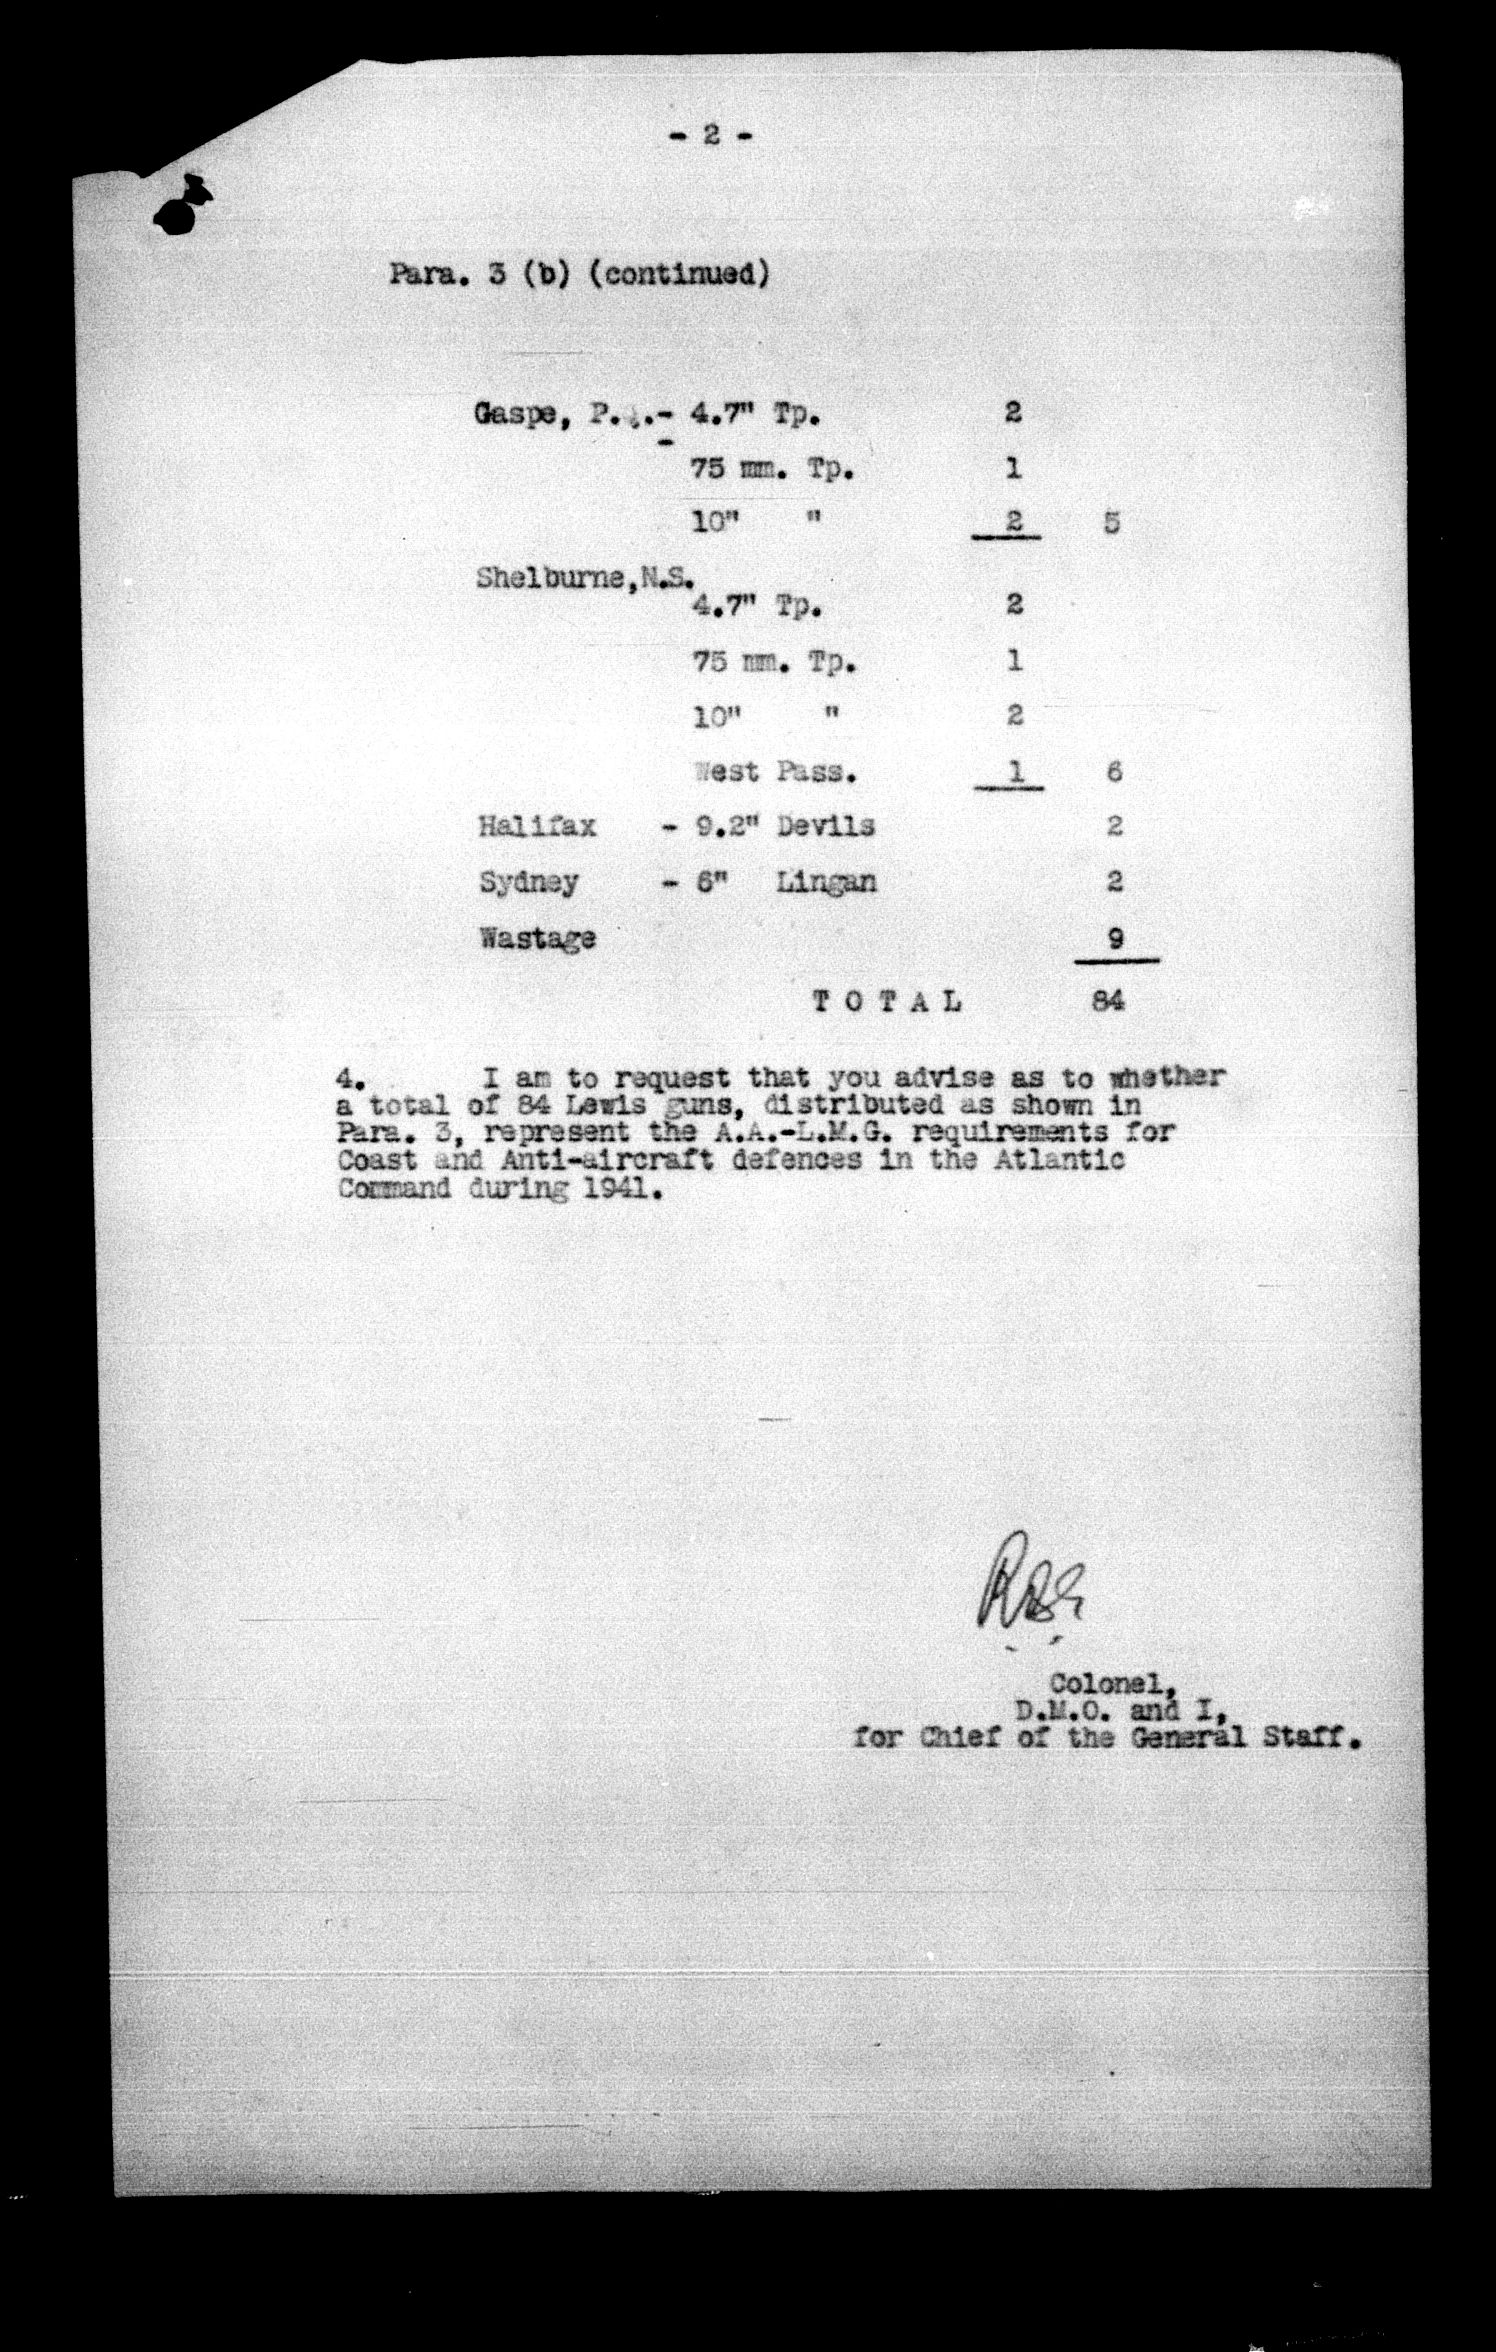 - 2 -
Para. 3 (b) (continued)
Gaspe, P. .- 4.7" Tp. 2
-
75 mm. Tp. 1
10" " 2 5
Shelburne,N.S.
4.7" Tp. 2
75 mm. Tp. 1
10" " 2
West Pass. 1 6
Halifax - 9.2" Devils 2
Sydney - 6" Lingan 2
Wastage 9
T O T A L 84
4. I am to request that you advise as to whether
a total of 84 Lewis guns, distributed as shown in
Para. 3, represent the A.A.-L.M.G. requirements for
Coast and Anti-aircraft defences in the Atlantic
Command during 1941.
Colonel,
D.M.O. and I,
for Chief of the General Staff.